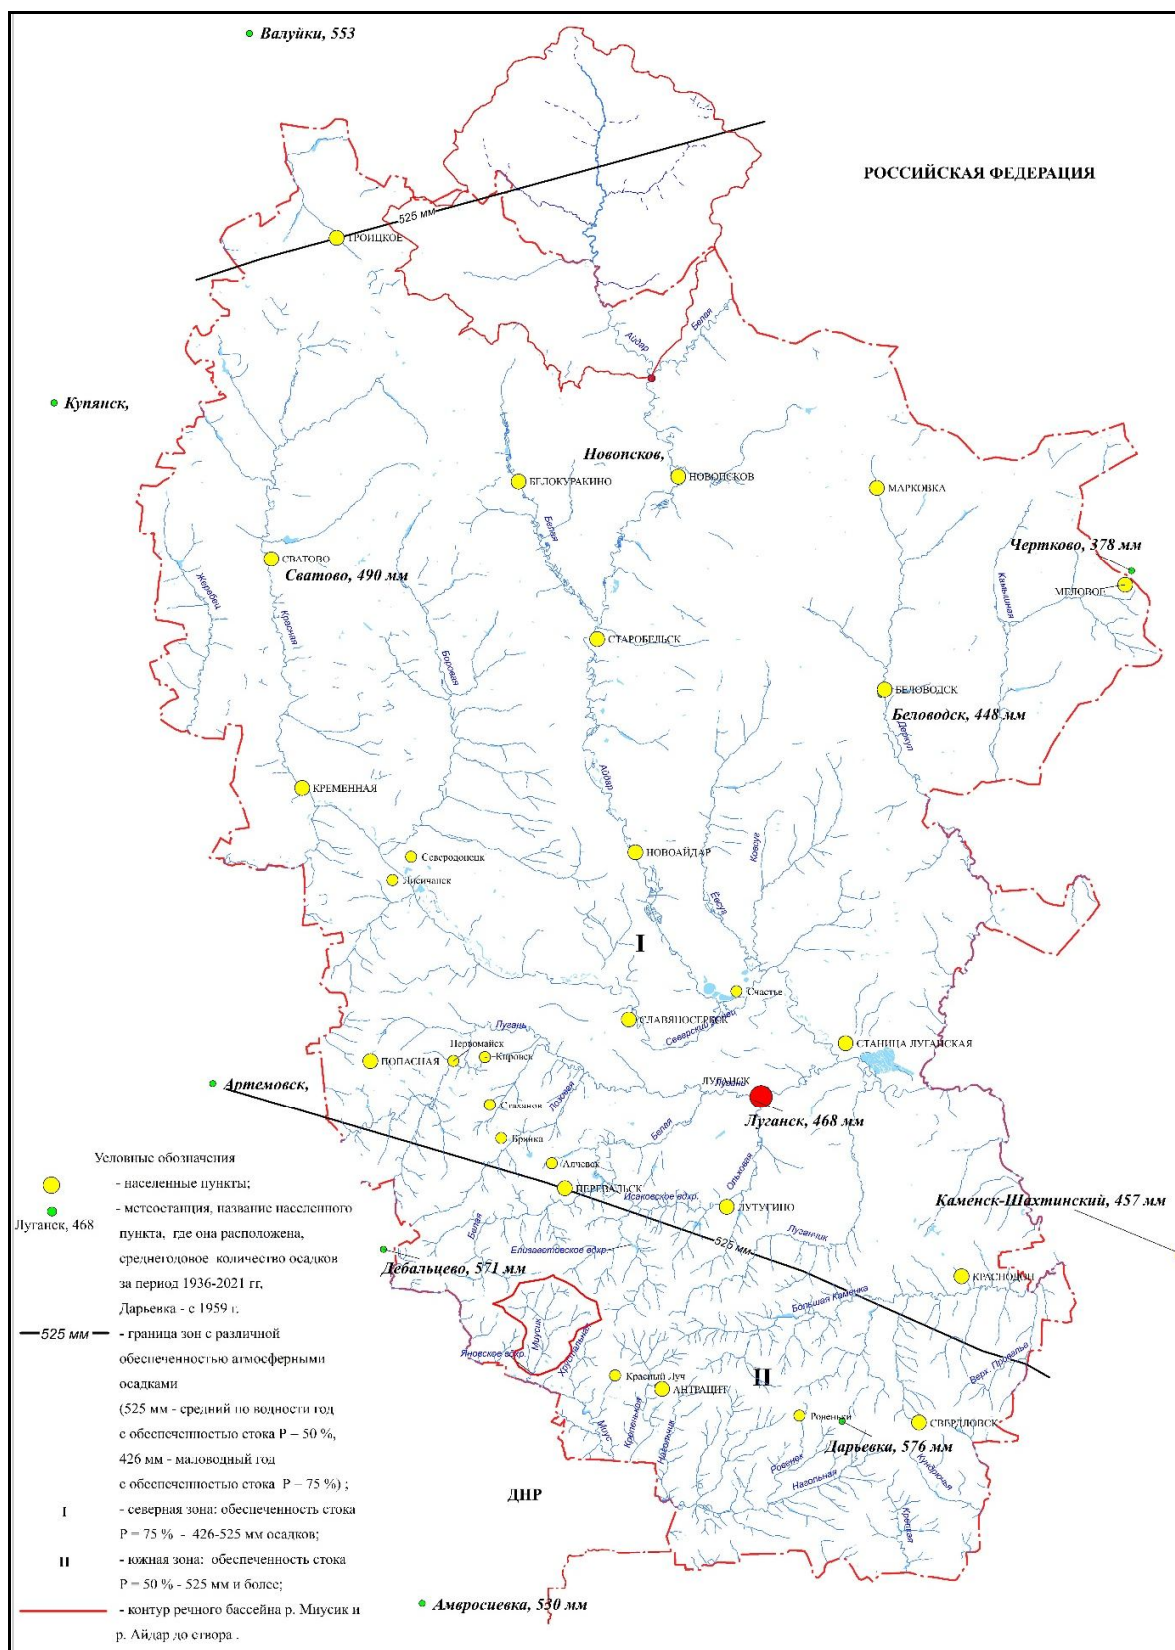 Валуйки, 553
РОССИЙСКАЯ ФЕДЕРАЦИЯ
525 мм
ТРОИЦКОЕ
Белая
Айдар
Купянск,
Новопсков,
БЕЛОКУРАКИНО
НОВОПСКОВ
МАРКОВКА
Белая
Чертково, 378 мм
СВАТОВО
Сватово, 490 мм
Жеребец
Камышная
МЕЛОВОЕ
Красная
СТАРОБЕЛЬСК
Боровая
БЕЛОВОДСК
Беловодск, 448 мм
Деркул
Айдар
КРЕМЕННАЯ
Ковсуг
Северодонецк
НОВОАЙДАР
Лисичанск
Евсуг
I
Счастье
СЛАВЯНОСЕРБСК
Лугань
Северский Донец
Первомайск
СТАНИЦА ЛУГАНСКАЯ
ПОПАСНАЯ
Кировск
Артемовск,
ЛУГАНСК
Лугань
Стаханов
Лозовая
Луганск, 468 мм
Белая
Брянка
Алчевск
Ольховая
ПЕРЕВАЛЬСК
Исаковское вдхр.
Каменск-Шахтинский, 457 мм
ЛУТУГИНО
Белая
Луганчик
Елизаветовское вдхр.
525 мм
Дебальцево, 571 мм
КРАСНОДОН
Большая Каменка
Миусик
Хрустальная
Яновское вдхр.
Верх. Провалье
Красный Луч
II
АНТРАЦИТ
Миус
Крепенькая
Нагольчик
Ровеньки
СВЕРДЛОВСК
Дарьевка, 576 мм
Ровенек
Кундрючья
Нагольная
ДНР
Крепкая
Амвросиевка, 530 мм
Условные обозначения
- населенные пункты;
Луганск, 468
- метеостанция, название населенного
пункта, где она расположена,
среднегодовое количество осадков
за период 1936-2021 гг,
Дарьевка - с 1959 г.
525 мм
- граница зон с различной
обеспеченностью атмосферными
осадками
(525 мм - средний по водности год
с обеспеченностью стока Р – 50 %,
426 мм - маловодный год
с обеспеченностью стока Р – 75 %) ;
I
- северная зона: обеспеченность стока
Р = 75 % - 426-525 мм осадков;
II
- южная зона: обеспеченность стока
Р = 50 % - 525 мм и более;
- контур речного бассейна р. Миусик и
р. Айдар до створа .